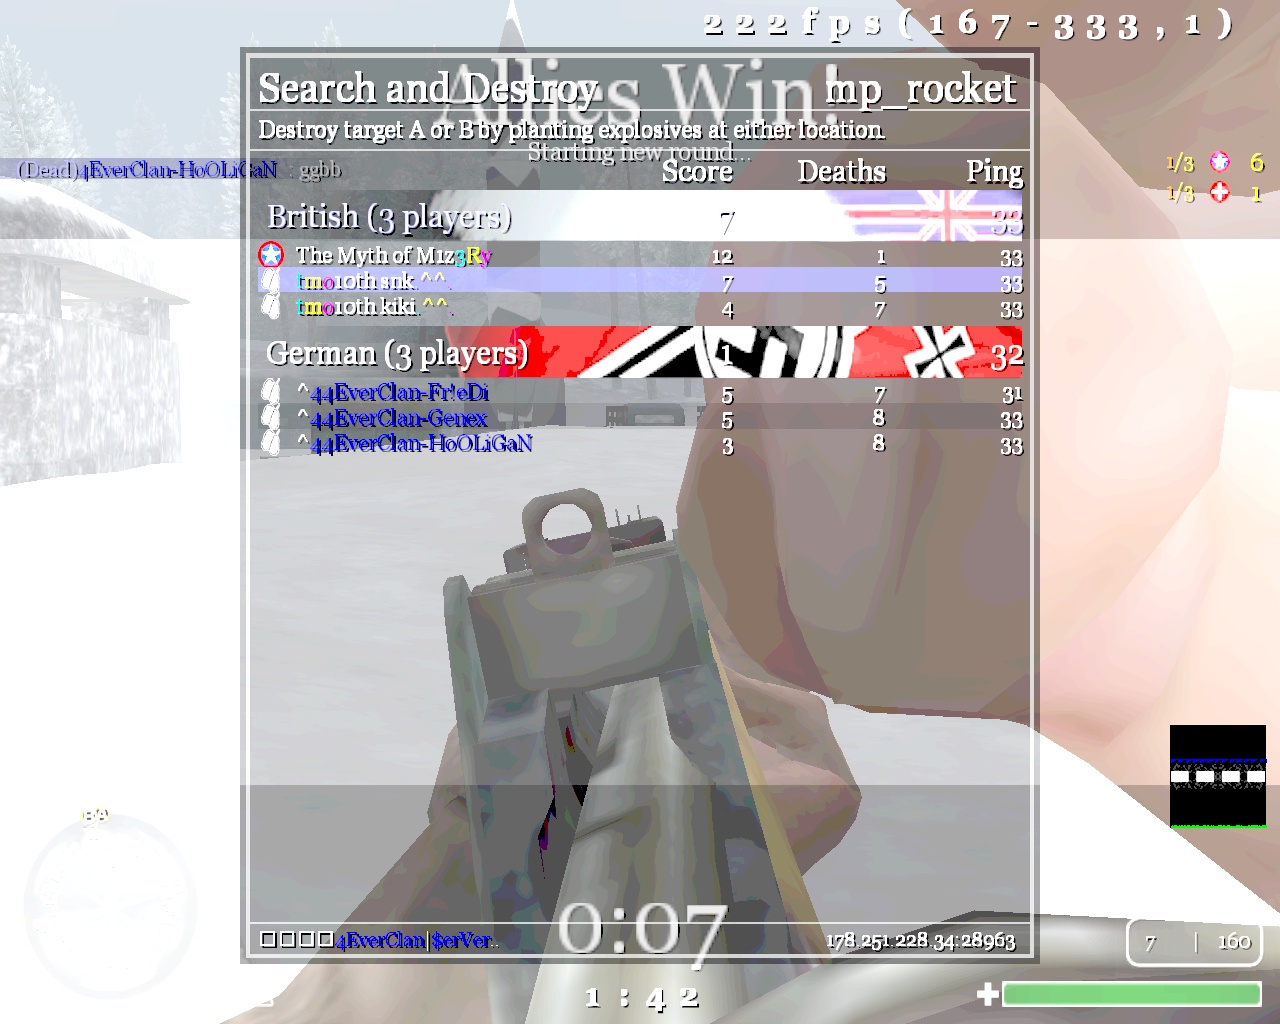 222fps(167-333,1)
Allies Win!
Search and Destroy mp_rocket
Destroy target A or B by planting explosives at either location.
Starting new round...
(Dead)4EverClan-HoOLiGaN : ggbb
1/3 6
1/3 1
Score Deaths Ping
British (3 players) 7 33
The Myth of M1z3Ry 12 1 33
tmo10th snk ^^. 7 5 33
tmo10th kiki ^^. 4 7 33
German (3 players) 1 32
^44EverClan-Fr!eDi 5 7 31
^44EverClan-Genex 5 8 33
^44EverClan-HoOLiGaN 3 8 33
0:07
□□□□4EverClan|$erVer.. 178.251.228.34:28963
7 | 160
1:42